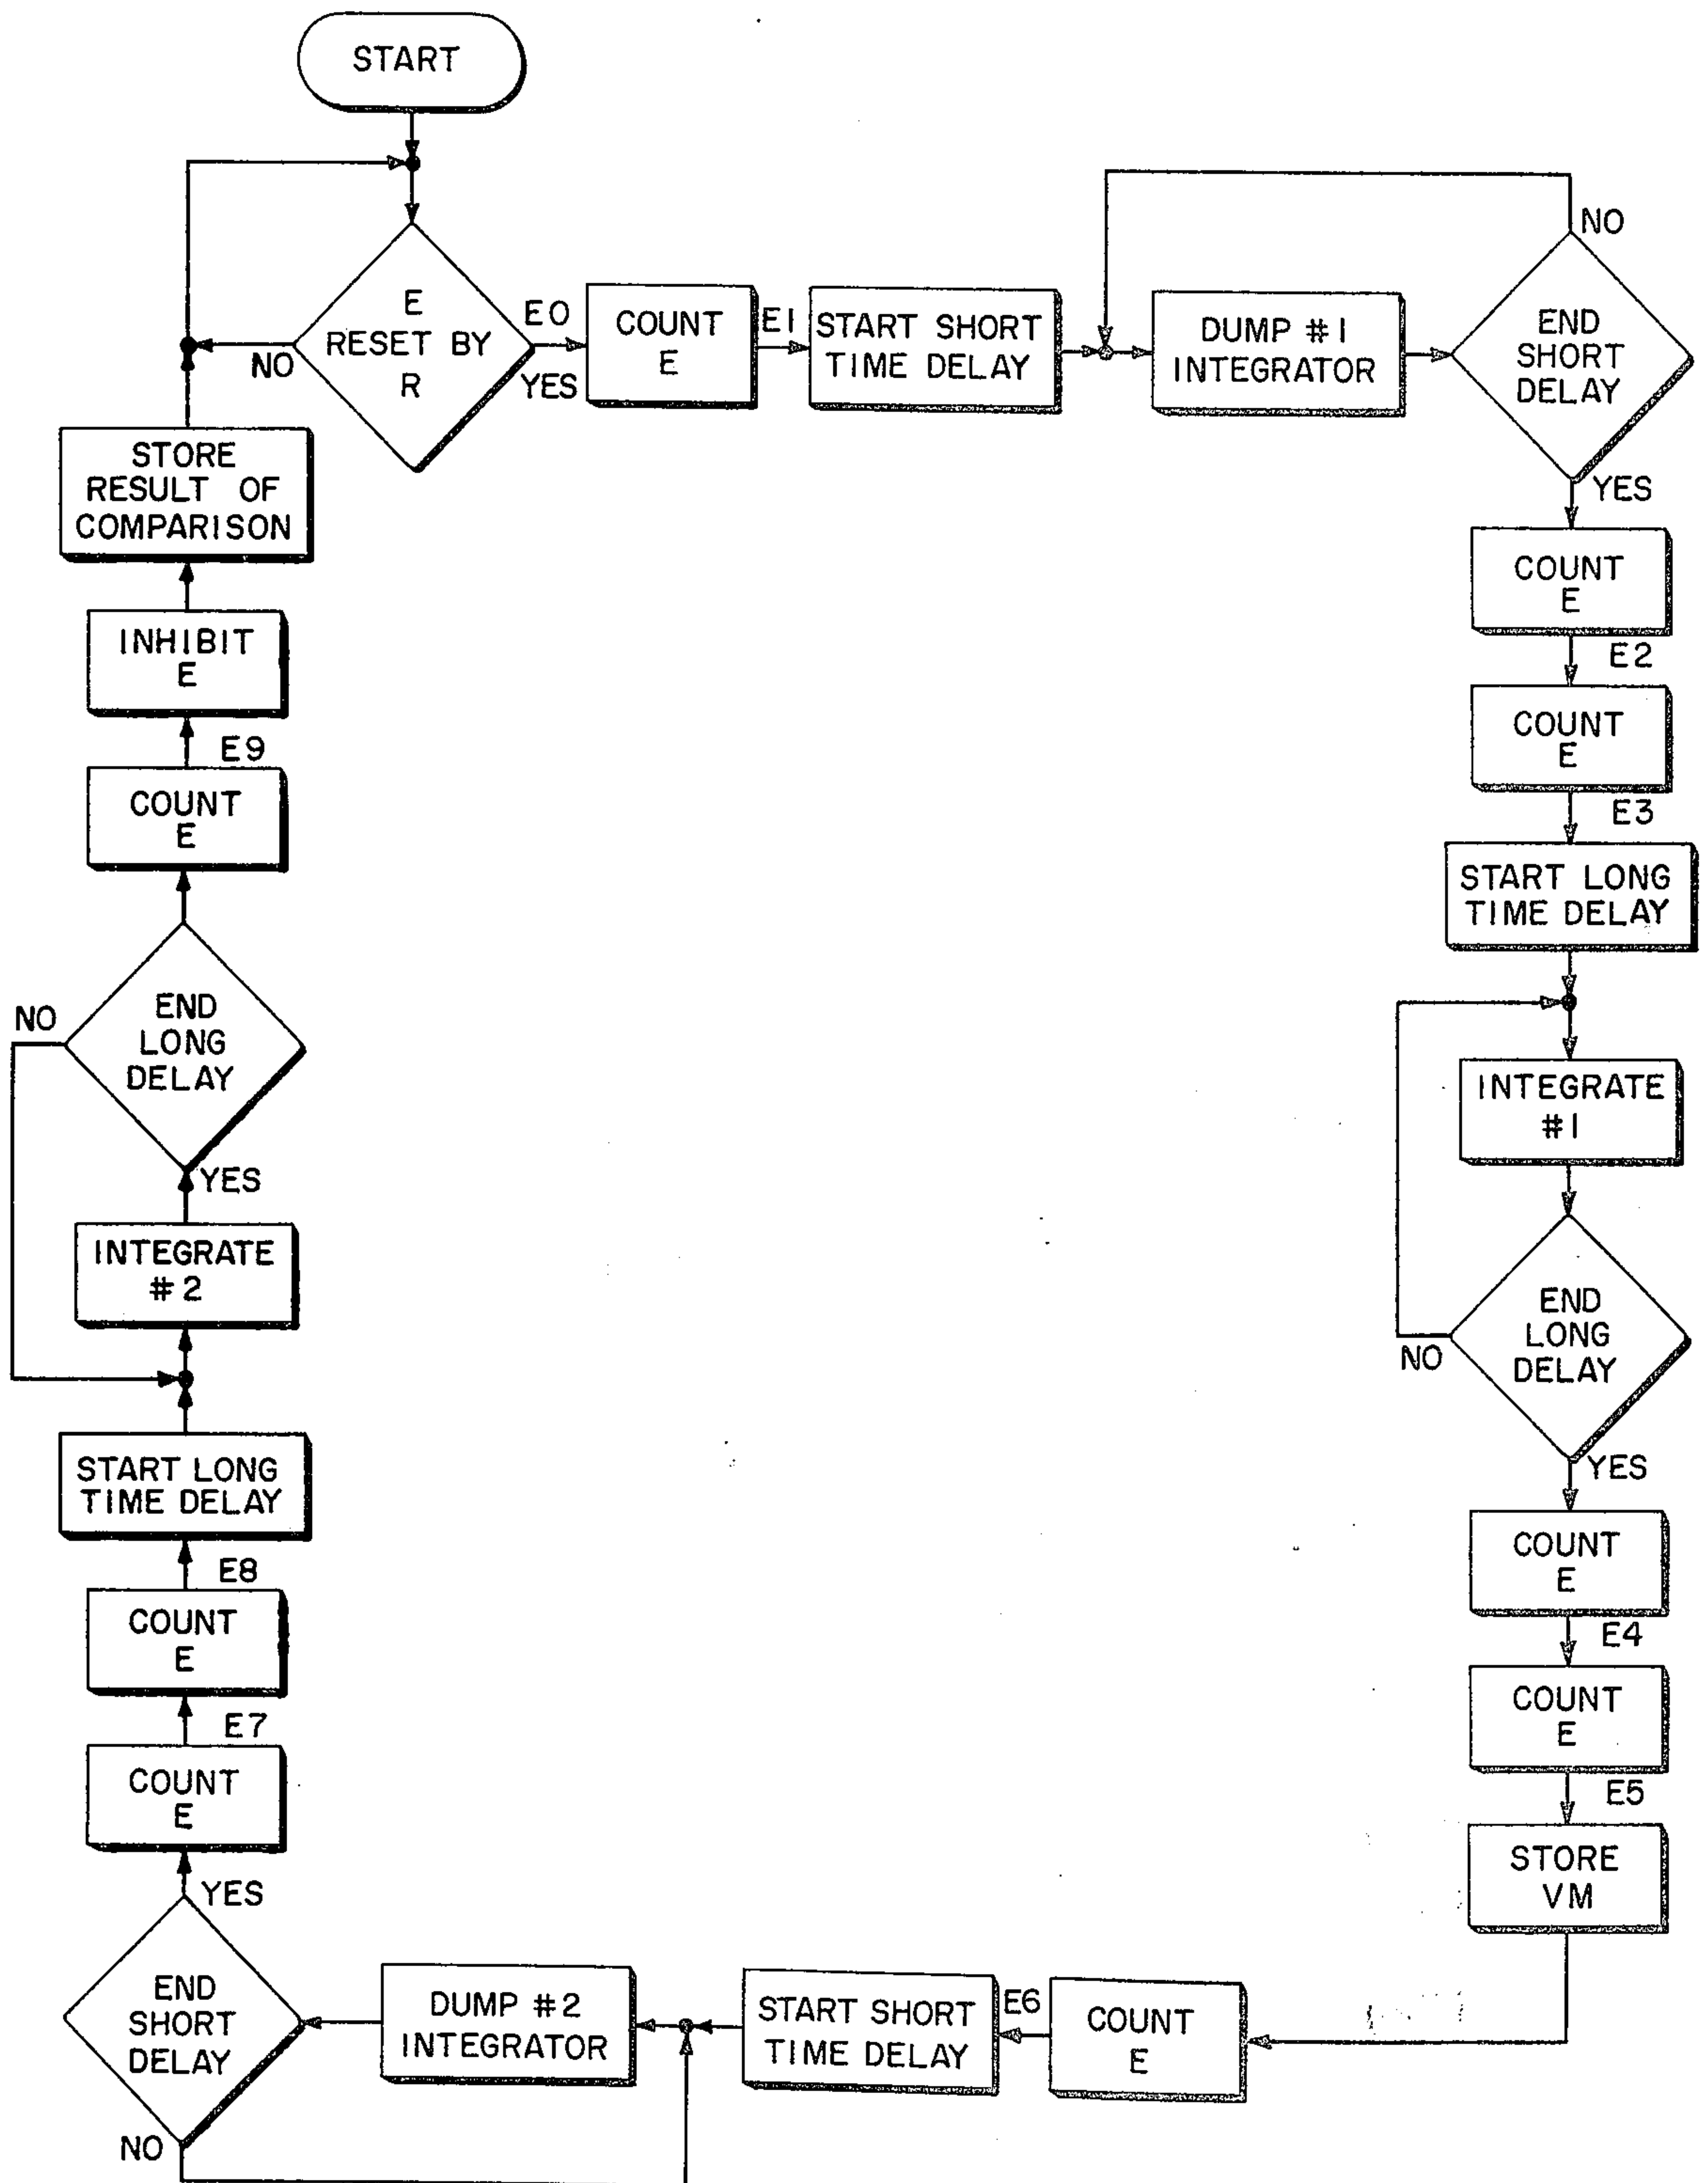 START
E
RESET BY
R
NO
E0
YES
COUNT
E
E1
START SHORT
TIME DELAY
DUMP #1
INTEGRATOR
END
SHORT
DELAY
NO
YES
COUNT
E
E2
COUNT
E
E3
START LONG
TIME DELAY
INTEGRATE
#1
END
LONG
DELAY
NO
YES
COUNT
E
E4
COUNT
E
E5
STORE
VM
COUNT
E
E6
START SHORT
TIME DELAY
DUMP #2
INTEGRATOR
END
SHORT
DELAY
NO
YES
COUNT
E
E7
COUNT
E
E8
START LONG
TIME DELAY
INTEGRATE
#2
YES
END
LONG
DELAY
NO
COUNT
E
E9
INHIBIT
E
STORE
RESULT OF
COMPARISON